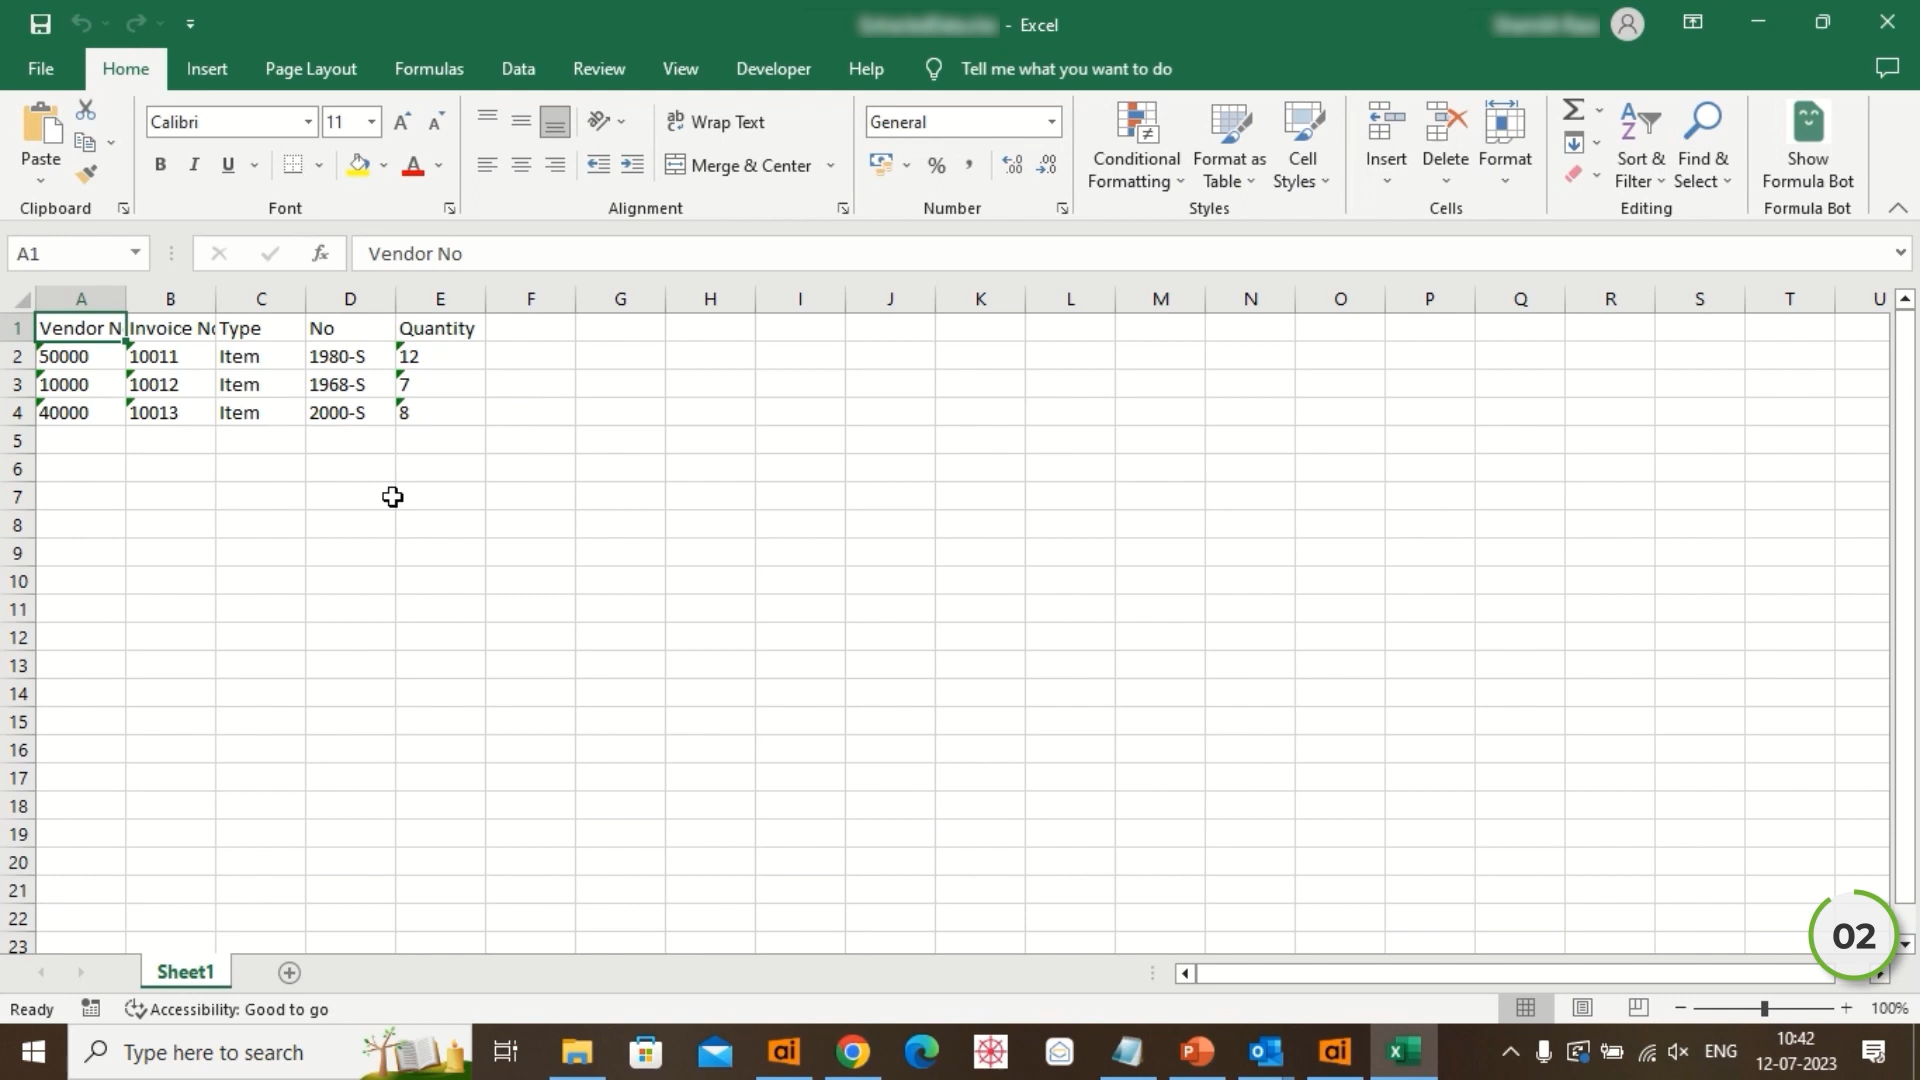 - Excel
File Home Insert Page Layout Formulas Data Review View Developer Help Tell me what you want to do
Paste
Clipboard
Calibri 11
B I U
Font
ab Wrap Text
Merge & Center
Alignment
General
% , .00 .00
Number
Conditional Formatting
Format as Table
Cell Styles
Styles
Insert Delete Format
Cells
Sort & Filter
Find & Select
Editing
Show Formula Bot
Formula Bot
A1 fx Vendor No
A B C D E F G H I J K L M N O P Q R S T U
1 Vendor N Invoice No Type No Quantity
2 50000 10011 Item 1980-S 12
3 10000 10012 Item 1968-S 7
4 40000 10013 Item 2000-S 8
5
6
7
8
9
10
11
12
13
14
15
16
17
18
19
20
21
22
23
02
Sheet1
Ready Accessibility: Good to go 100%
Type here to search ENG 10:42
12-07-2023